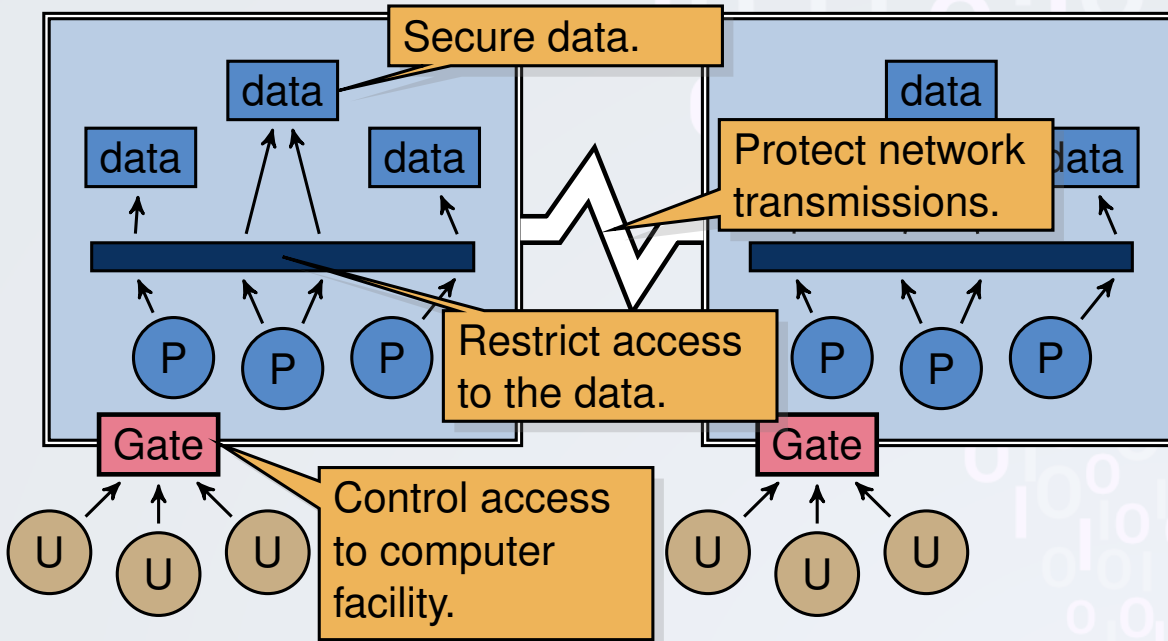 Secure data.
data
data
data
data
data
Protect network
transmissions.
Restrict access
to the data.
P
P
P
P
P
P
Gate
Gate
Control access
to computer
facility.
U
U
U
U
U
U